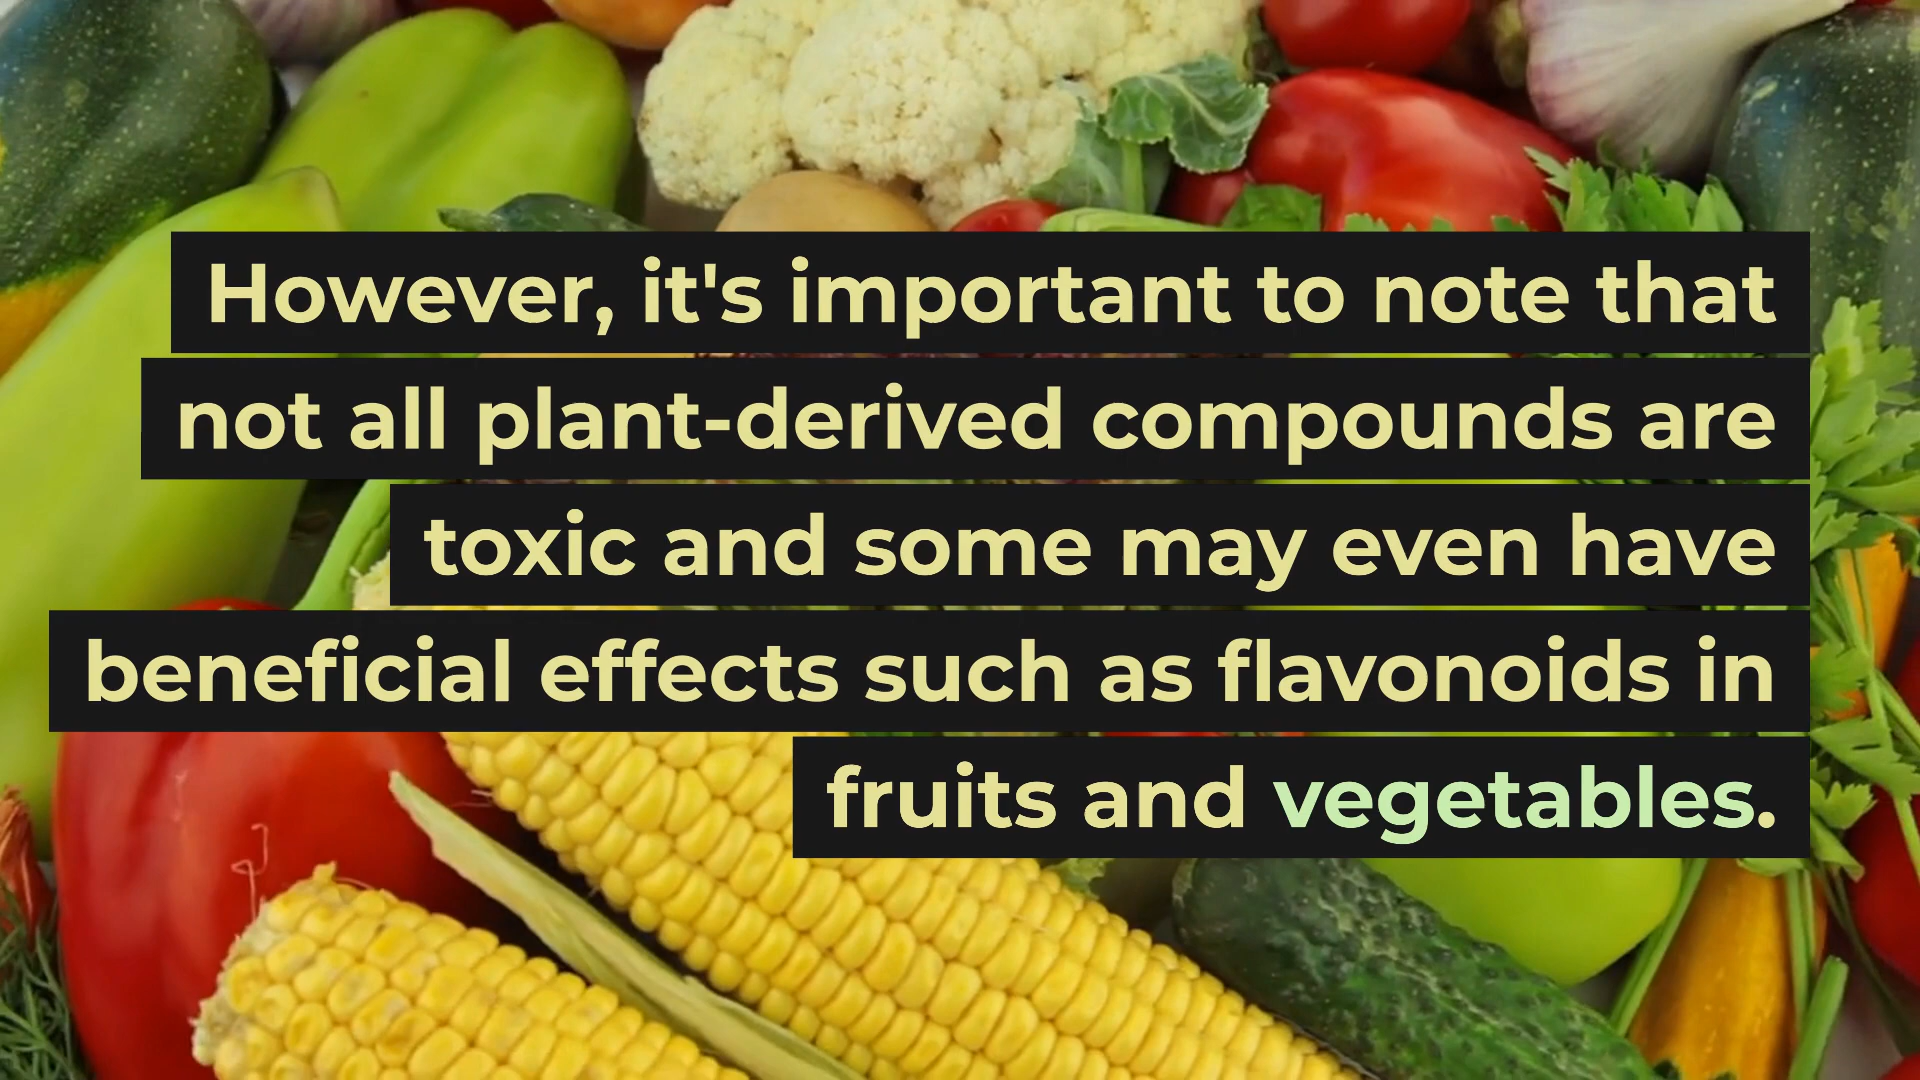 However, it's important to note that
not all plant-derived compounds are
toxic and some may even have
beneficial effects such as flavonoids in
fruits and vegetables.